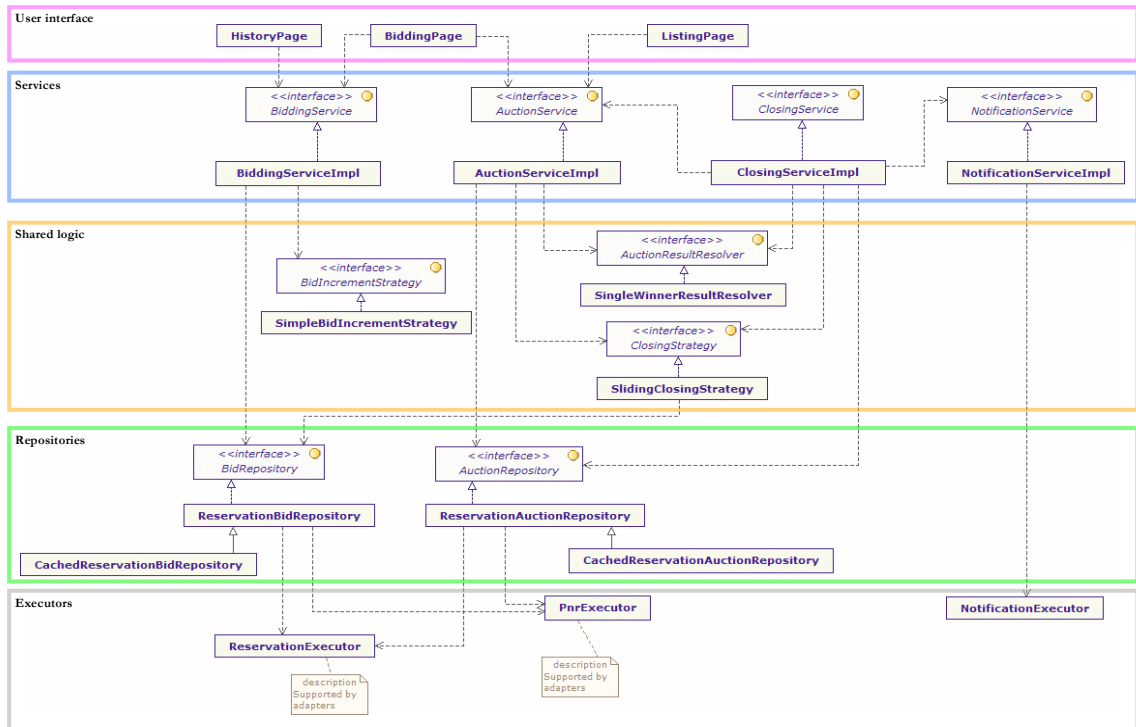 User interface
HistoryPage
BiddingPage
ListingPage
Services
<<interface>>
BiddingService
<<interface>>
AuctionService
<<interface>>
ClosingService
<<interface>>
NotificationService
BiddingServiceImpl
AuctionServiceImpl
ClosingServiceImpl
NotificationServiceImpl
Shared logic
<<interface>>
AuctionResultResolver
<<interface>>
BidIncrementStrategy
SingleWinnerResultResolver
SimpleBidIncrementStrategy
<<interface>>
ClosingStrategy
SlidingClosingStrategy
Repositories
<<interface>>
BidRepository
<<interface>>
AuctionRepository
ReservationBidRepository
ReservationAuctionRepository
CachedReservationBidRepository
CachedReservationAuctionRepository
Executors
PnrExecutor
NotificationExecutor
ReservationExecutor
description
Supported by
adapters
description
Supported by
adapters